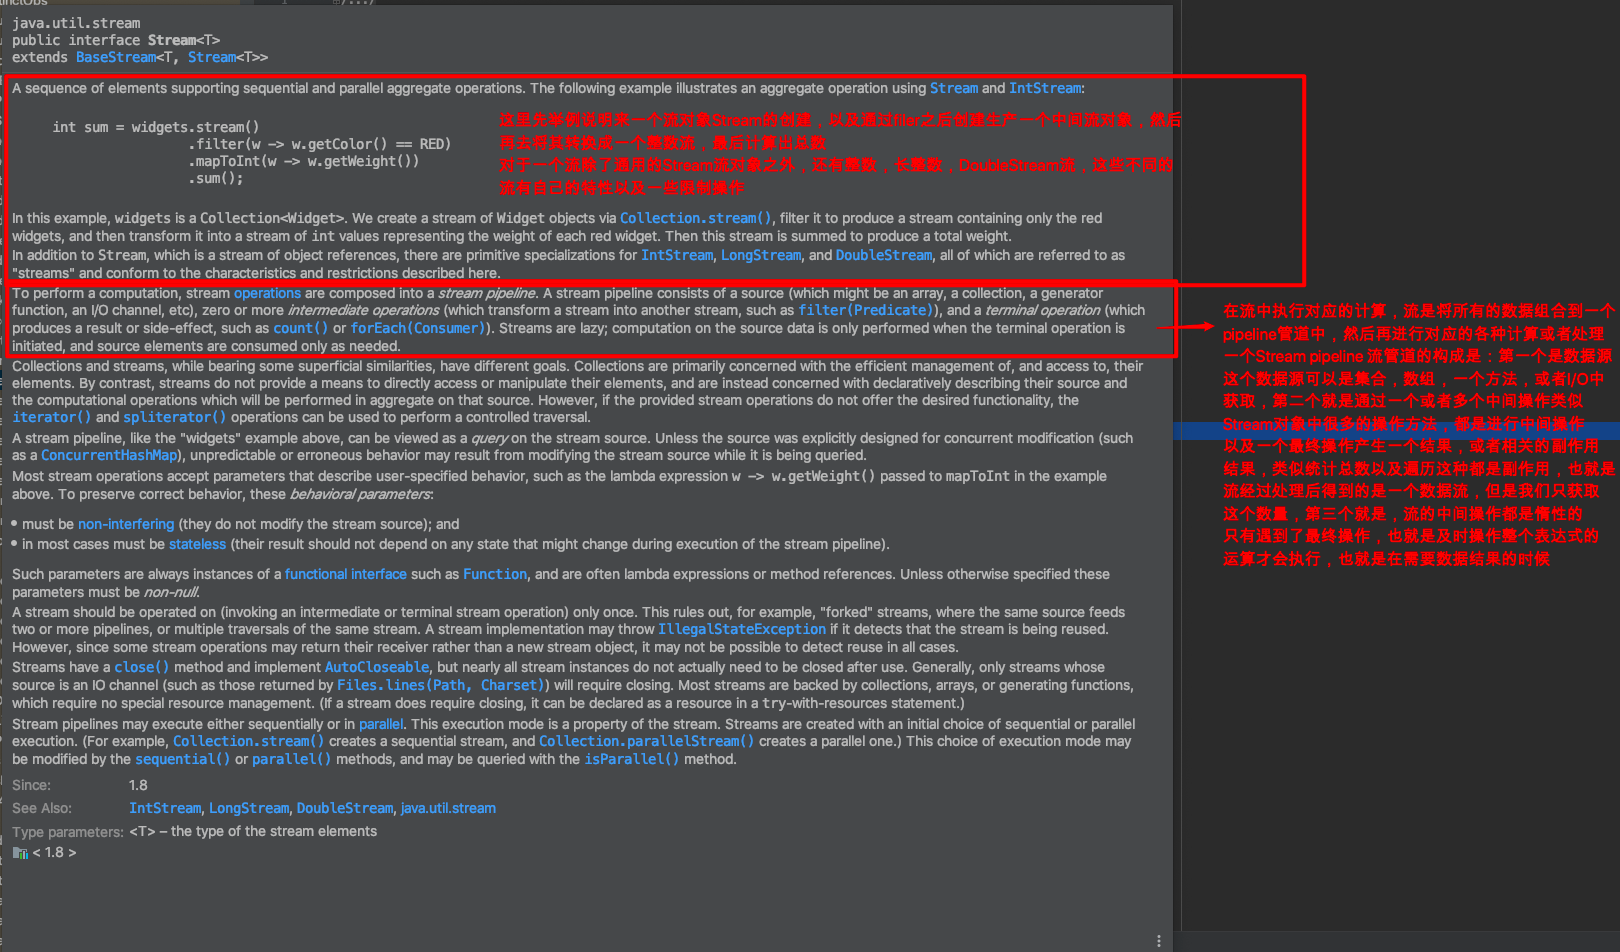 tinctObs
1
/.../
java.util.stream
public interface Stream<T>
extends BaseStream<T, Stream<T>>
A sequence of elements supporting sequential and parallel aggregate operations. The following example illustrates an aggregate operation using Stream and IntStream:
int sum = widgets.stream()
.filter(w -> w.getColor() == RED)
.mapToInt(w -> w.getWeight())
.sum();
这里先举例说明来一个流对象Stream的创建，以及通过filer之后创建生产一个中间流对象，然后
再去将其转换成一个整数流，最后计算出总数
对于一个流除了通用的Stream流对象之外，还有整数，长整数，DoubleStream流，这些不同的
流有自己的特性以及一些限制操作
In this example, widgets is a Collection<Widget>. We create a stream of Widget objects via Collection.stream(), filter it to produce a stream containing only the red
widgets, and then transform it into a stream of int values representing the weight of each red widget. Then this stream is summed to produce a total weight.
In addition to Stream, which is a stream of object references, there are primitive specializations for IntStream, LongStream, and DoubleStream, all of which are referred to as
"streams" and conform to the characteristics and restrictions described here.
To perform a computation, stream operations are composed into a stream pipeline. A stream pipeline consists of a source (which might be an array, a collection, a generator
function, an I/O channel, etc), zero or more intermediate operations (which transform a stream into another stream, such as filter(Predicate)), and a terminal operation (which
produces a result or side-effect, such as count() or forEach(Consumer)). Streams are lazy; computation on the source data is only performed when the terminal operation is
initiated, and source elements are consumed only as needed.
在流中执行对应的计算，流是将所有的数据组合到一个
pipeline管道中，然后再进行对应的各种计算或者处理
一个Stream pipeline 流管道的构成是：第一个是数据源
这个数据源可以是集合，数组，一个方法，或者I/O中
获取，第二个就是通过一个或者多个中间操作类似
Stream对象中很多的操作方法，都是进行中间操作
以及一个最终操作产生一个结果，或者相关的副作用
结果，类似统计总数以及遍历这种都是副作用，也就是
流经过处理后得到的是一个数据流，但是我们只获取
这个数量，第三个就是，流的中间操作都是惰性的
只有遇到了最终操作，也就是及时操作整个表达式的
运算才会执行，也就是在需要数据结果的时候
Collections and streams, while bearing some superficial similarities, have different goals. Collections are primarily concerned with the efficient management of, and access to, their
elements. By contrast, streams do not provide a means to directly access or manipulate their elements, and are instead concerned with declaratively describing their source and
the computational operations which will be performed in aggregate on that source. However, if the provided stream operations do not offer the desired functionality, the
iterator() and spliterator() operations can be used to perform a controlled traversal.
A stream pipeline, like the "widgets" example above, can be viewed as a query on the stream source. Unless the source was explicitly designed for concurrent modification (such
as a ConcurrentHashMap), unpredictable or erroneous behavior may result from modifying the stream source while it is being queried.
Most stream operations accept parameters that describe user-specified behavior, such as the lambda expression w -> w.getWeight() passed to mapToInt in the example
above. To preserve correct behavior, these behavioral parameters:
• must be non-interfering (they do not modify the stream source); and
• in most cases must be stateless (their result should not depend on any state that might change during execution of the stream pipeline).
Such parameters are always instances of a functional interface such as Function, and are often lambda expressions or method references. Unless otherwise specified these
parameters must be non-null.
A stream should be operated on (invoking an intermediate or terminal stream operation) only once. This rules out, for example, "forked" streams, where the same source feeds
two or more pipelines, or multiple traversals of the same stream. A stream implementation may throw IllegalStateException if it detects that the stream is being reused.
However, since some stream operations may return their receiver rather than a new stream object, it may not be possible to detect reuse in all cases.
Streams have a close() method and implement AutoCloseable, but nearly all stream instances do not actually need to be closed after use. Generally, only streams whose
source is an IO channel (such as those returned by Files.lines(Path, Charset)) will require closing. Most streams are backed by collections, arrays, or generating functions,
which require no special resource management. (If a stream does require closing, it can be declared as a resource in a try-with-resources statement.)
Stream pipelines may execute either sequentially or in parallel. This execution mode is a property of the stream. Streams are created with an initial choice of sequential or parallel
execution. (For example, Collection.stream() creates a sequential stream, and Collection.parallelStream() creates a parallel one.) This choice of execution mode may
be modified by the sequential() or parallel() methods, and may be queried with the isParallel() method.
Since: 1.8
See Also: IntStream, LongStream, DoubleStream, java.util.stream
Type parameters: <T> – the type of the stream elements
< 1.8 >